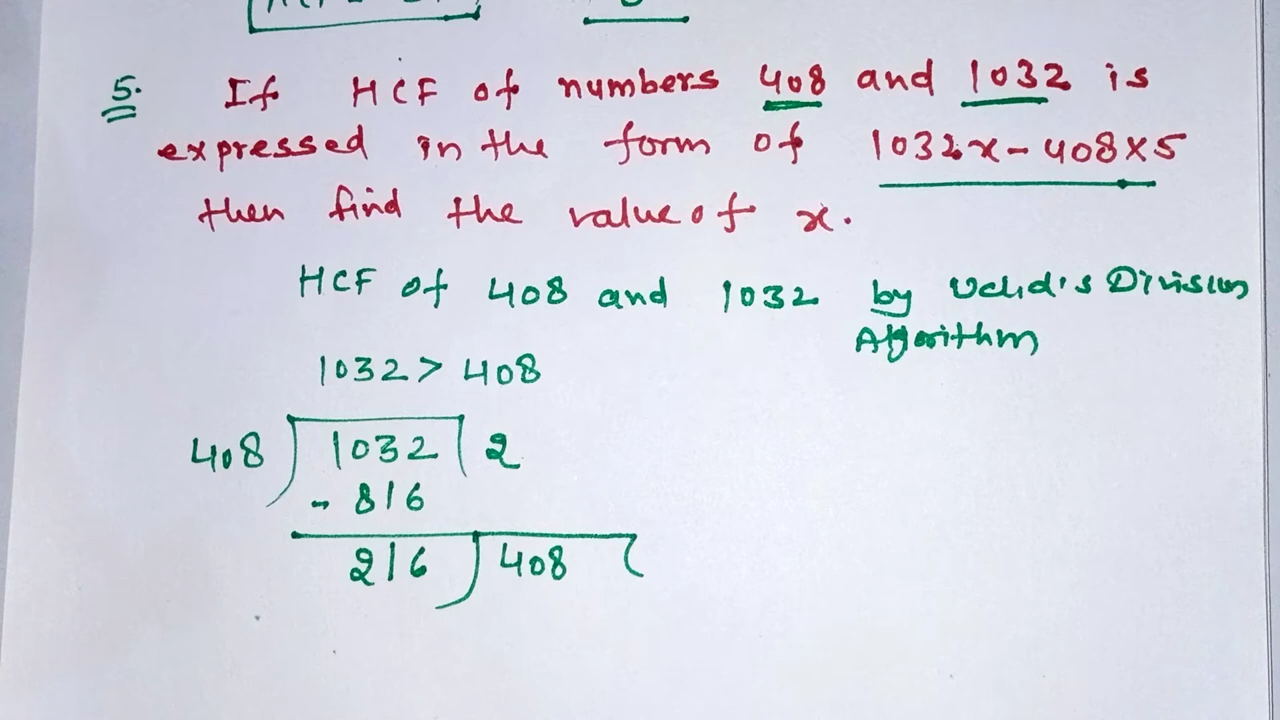 5. If HCF of numbers 408 and 1032 is
expressed in the form of 1032x - 408x5
then find the value of x.
HCF of 408 and 1032 by Uclid's Division
Algorithm
1032 > 408
408 1032 2
- 816
216 408